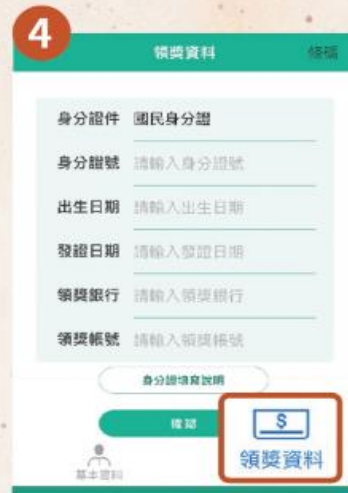 4
領獎資料 條碼
身分證件 國民身分證
身分證號 請輸入身分證號
出生日期 請輸入出生日期
發證日期 請輸入發證日期
領獎銀行 請輸入領獎銀行
領獎帳號 請輸入領獎帳號
身分證填寫說明
確認
$
基本資料 領獎資料